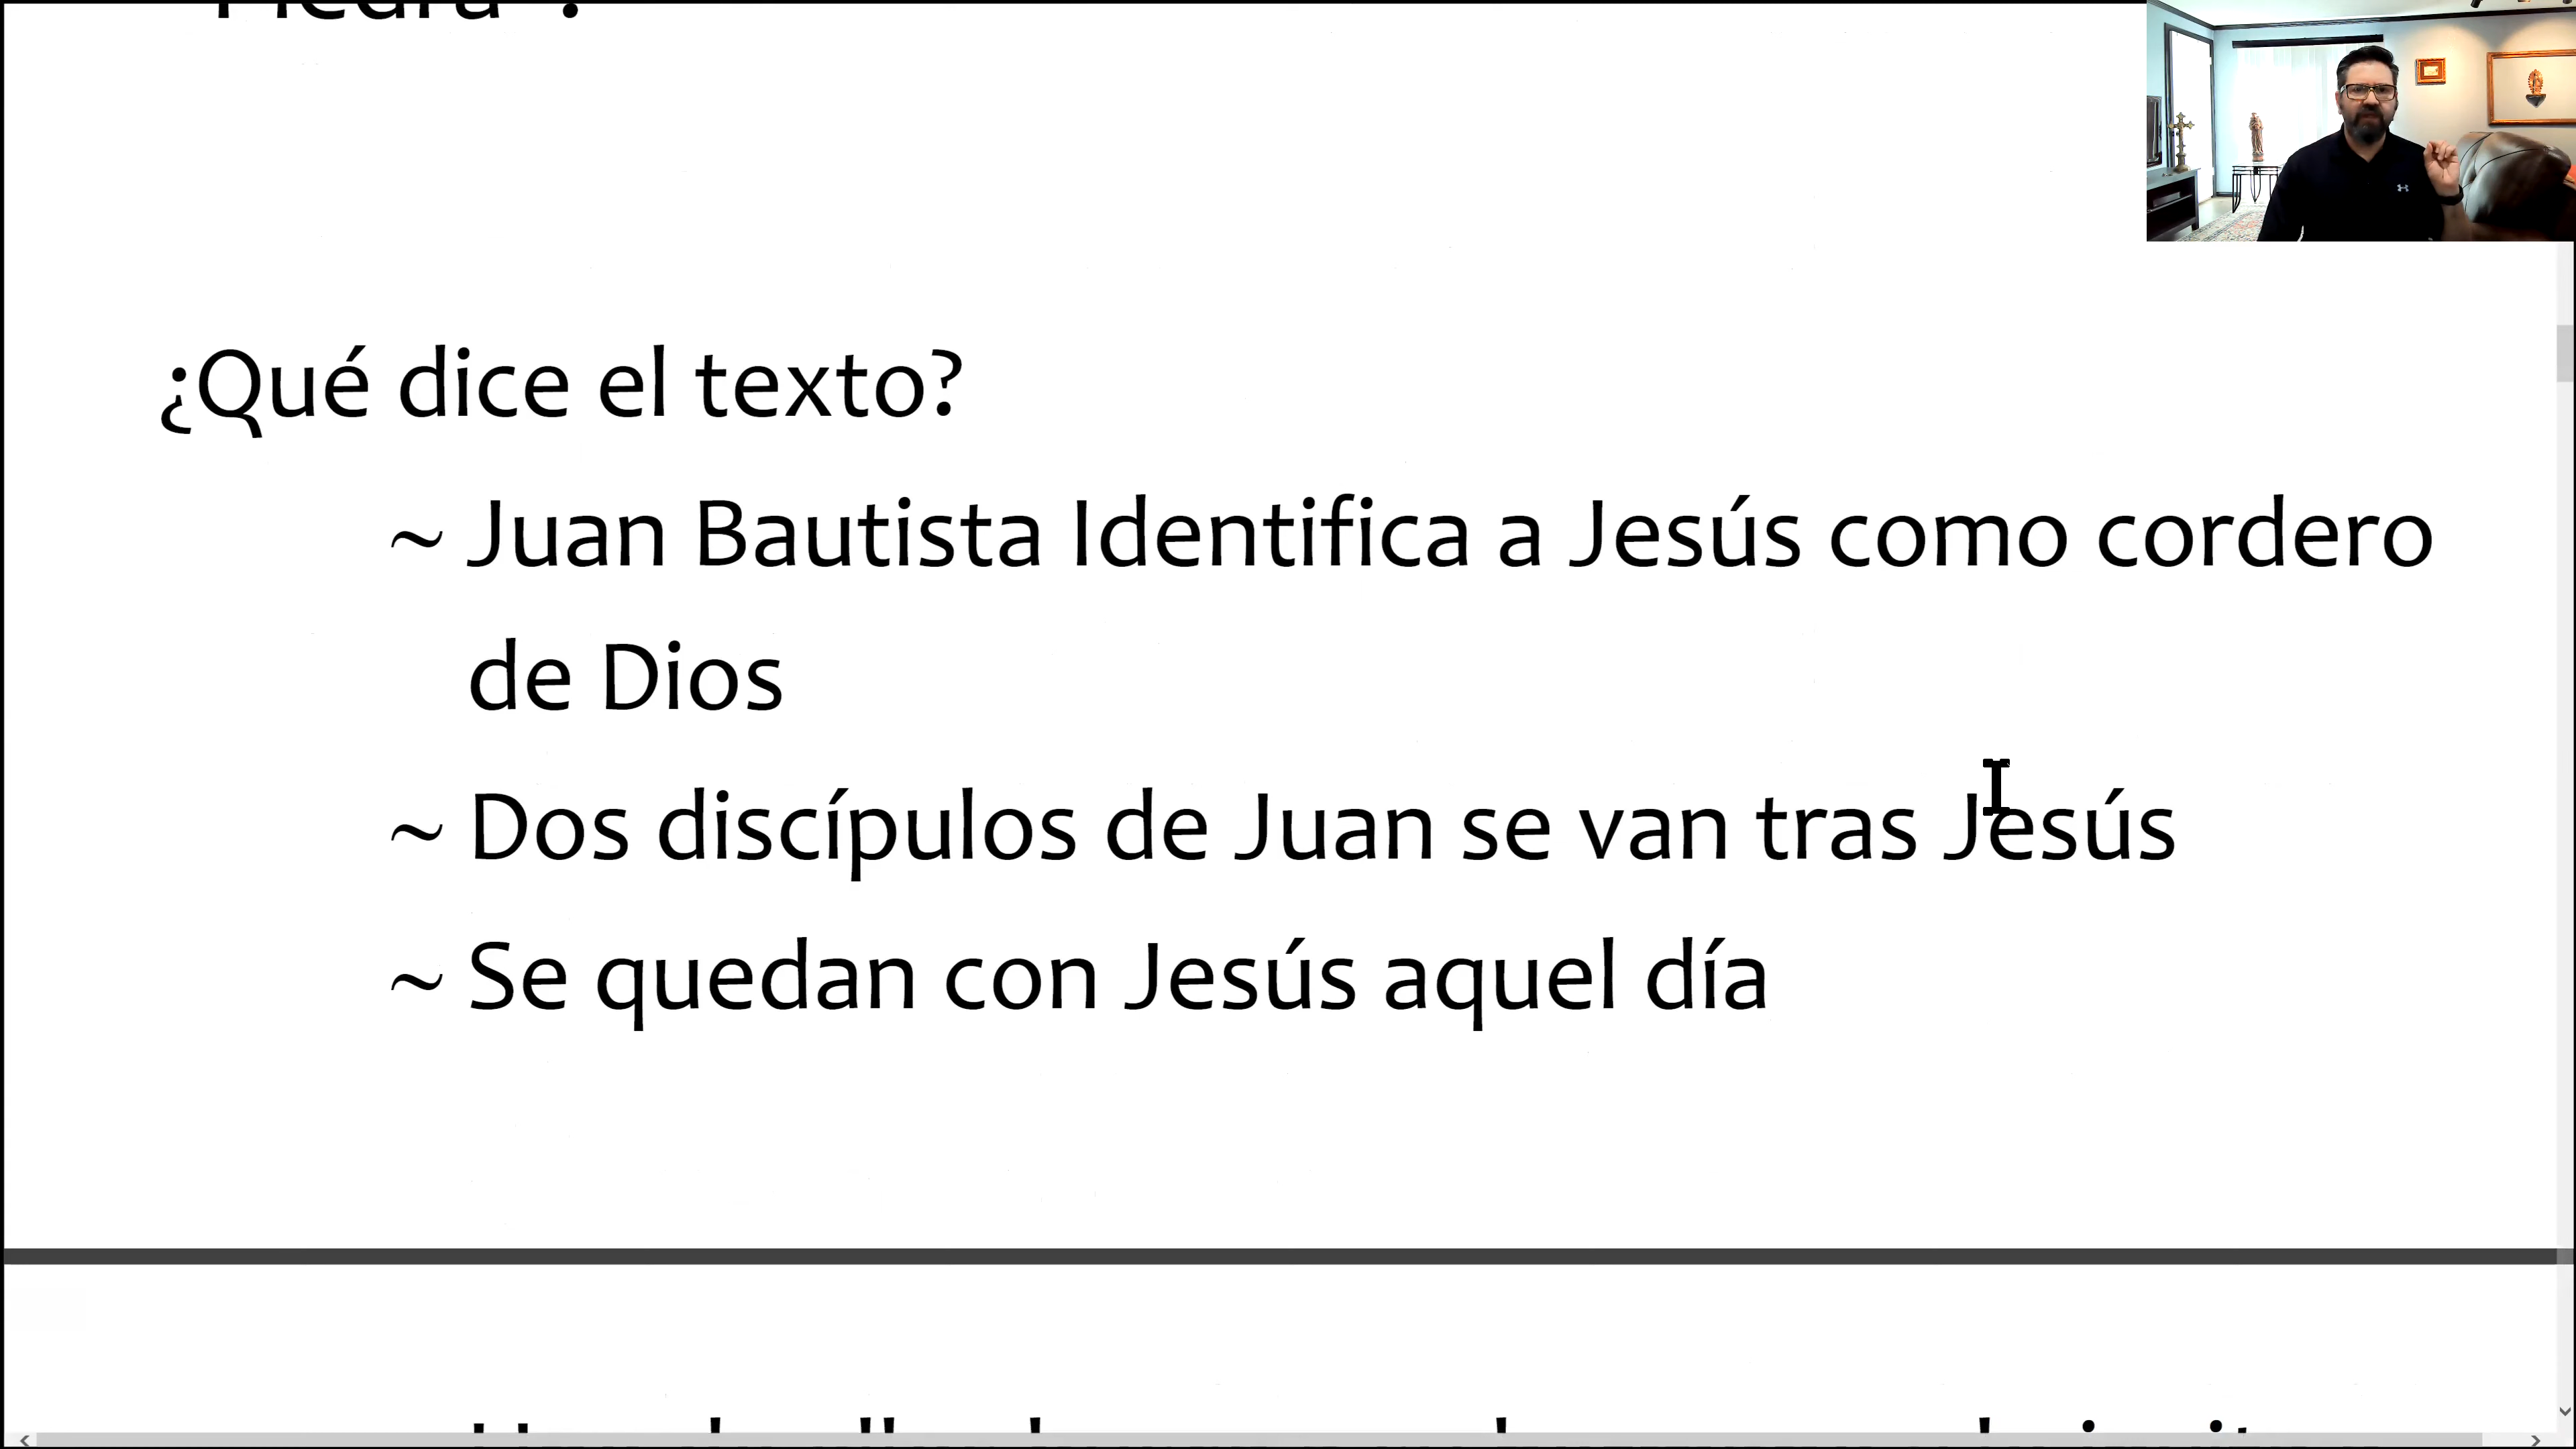 ¿Qué dice el texto?
~ Juan Bautista Identifica a Jesús como cordero
de Dios
~ Dos discípulos de Juan se van tras Jesús
~ Se quedan con Jesús aquel día